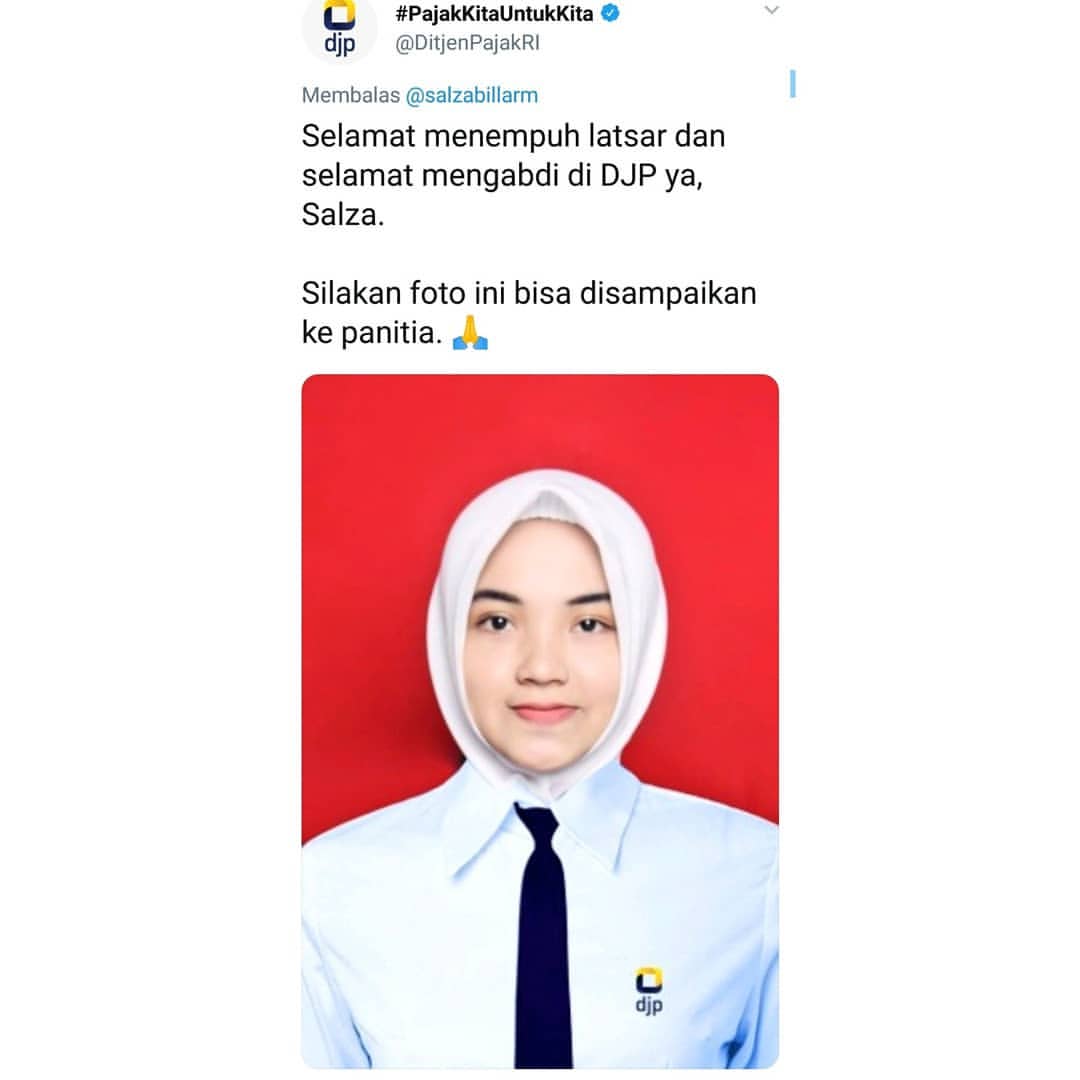 #PajakKitaUntukKita
djp
@DitjenPajakRI
Membalas @salzabillarm
Selamat menempuh latsar dan
selamat mengabdi di DJP ya,
Salza.
Silakan foto ini bisa disampaikan
ke panitia. 🙏
djp